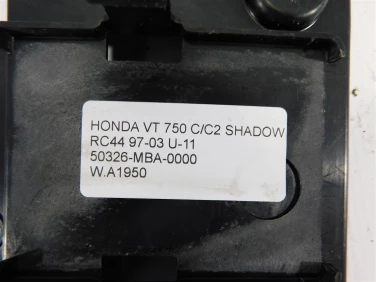 HONDA VT 750 C/C2 SHADOW
RC44 97-03 U-11
50326-MBA-0000
W.A1950